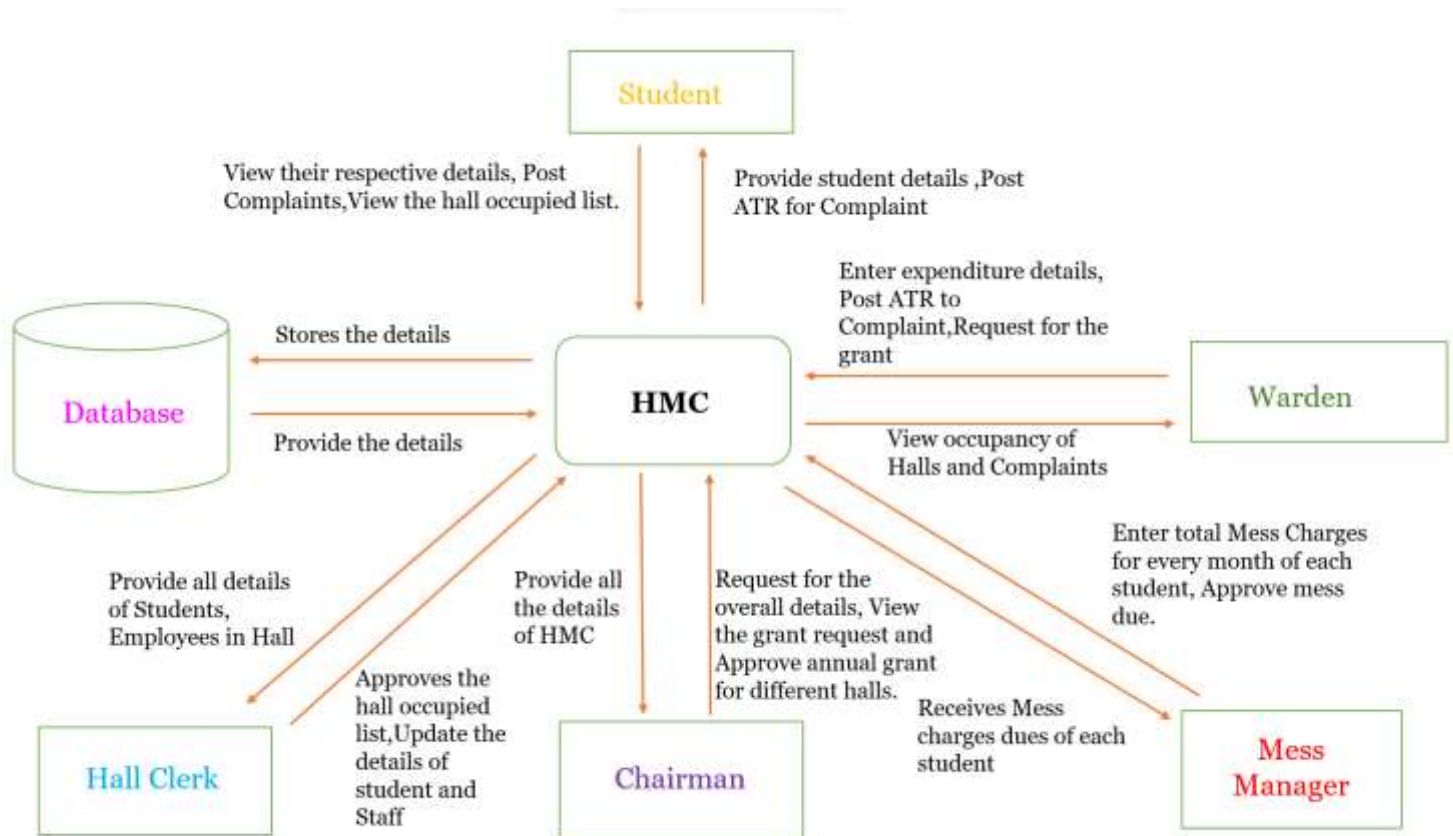 Student
View their respective details, Post
Complaints,View the hall occupied list.
Provide student details ,Post
ATR for Complaint
Enter expenditure details,
Post ATR to
Complaint,Request for the
grant
Stores the details
Database
Provide the details
HMC
Warden
View occupancy of
Halls and Complaints
Provide all details
of Students,
Employees in Hall
Provide all
the details
of HMC
Request for the
overall details, View
the grant request and
Approve annual grant
for different halls.
Enter total Mess Charges
for every month of each
student, Approve mess
due.
Approves the
hall occupied
list,Update the
details of
student and
Staff
Receives Mess
charges dues of each
student
Hall Clerk
Chairman
Mess
Manager